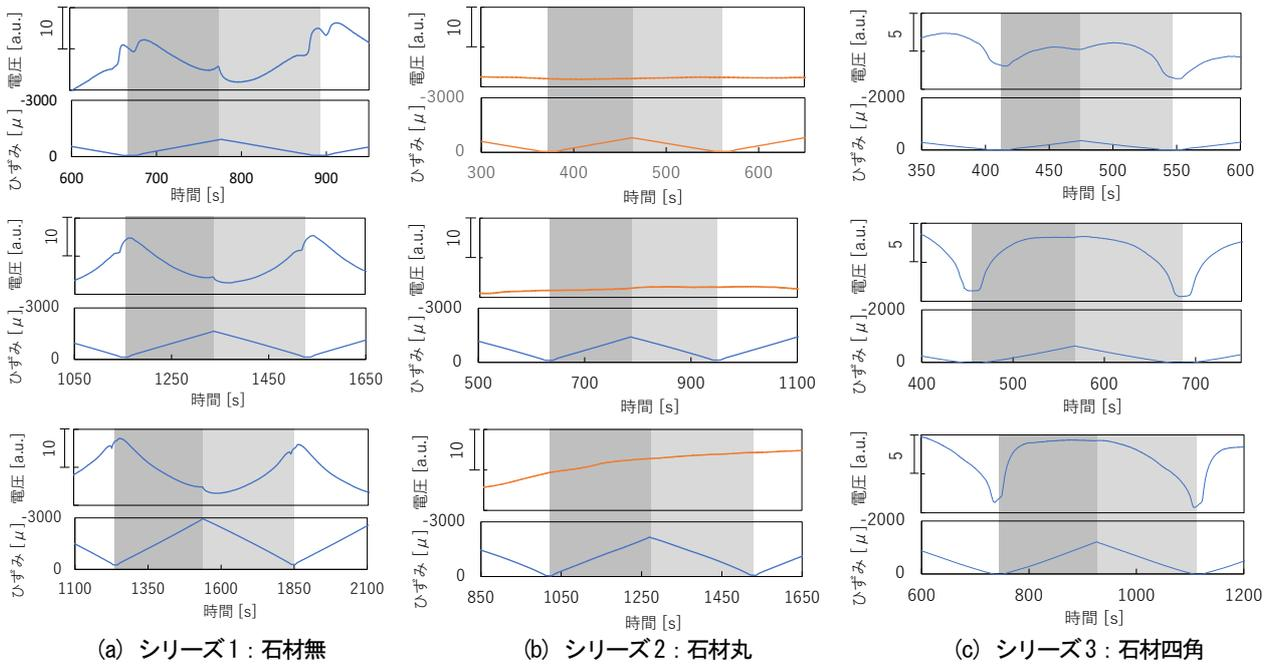 電圧 [a.u.]
10
ひずみ [μ]
-3000
0
600 700 800 900
時間 [s]
電圧 [a.u.]
10
ひずみ [μ]
-3000
0
1050 1250 1450 1650
時間 [s]
電圧 [a.u.]
10
ひずみ [μ]
-3000
0
1100 1350 1600 1850 2100
時間 [s]
(a) シリーズ1：石材無
電圧 [a.u.]
10
ひずみ [μ]
-3000
0
300 400 500 600
時間 [s]
電圧 [a.u.]
10
ひずみ [μ]
-3000
0
500 700 900 1100
時間 [s]
電圧 [a.u.]
10
ひずみ [μ]
-3000
0
850 1050 1250 1450 1650
時間 [s]
(b) シリーズ2：石材丸
電圧 [a.u.]
5
ひずみ [μ]
-2000
0
350 400 450 500 550 600
時間 [s]
電圧 [a.u.]
5
ひずみ [μ]
-2000
0
400 500 600 700
時間 [s]
電圧 [a.u.]
5
ひずみ [μ]
-2000
0
600 800 1000 1200
時間 [s]
(c) シリーズ3：石材四角